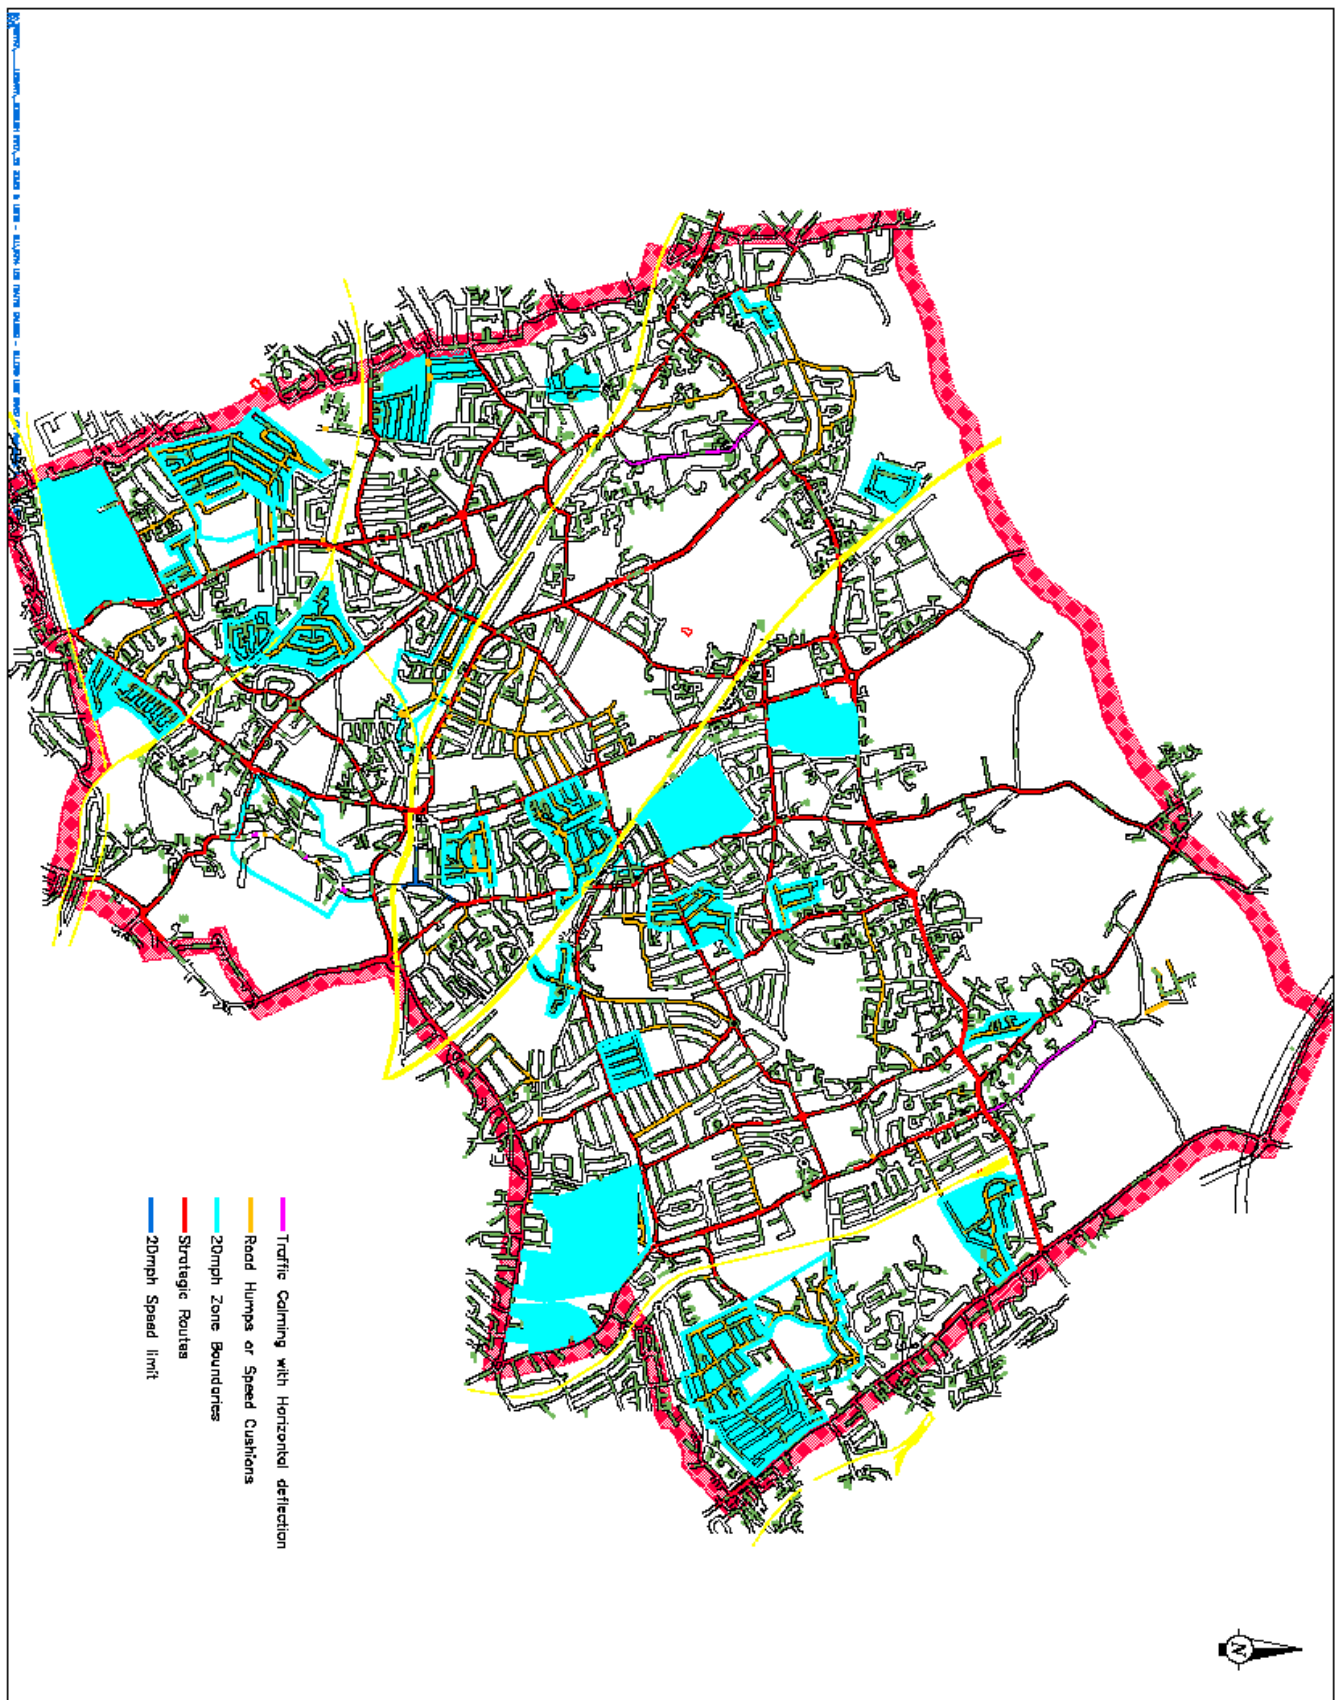 Traffic Calming with Horizontal deflection
Road Humps or Speed Cushions
20mph Zone Boundaries
Strategic Routes
20mph Speed limit
N